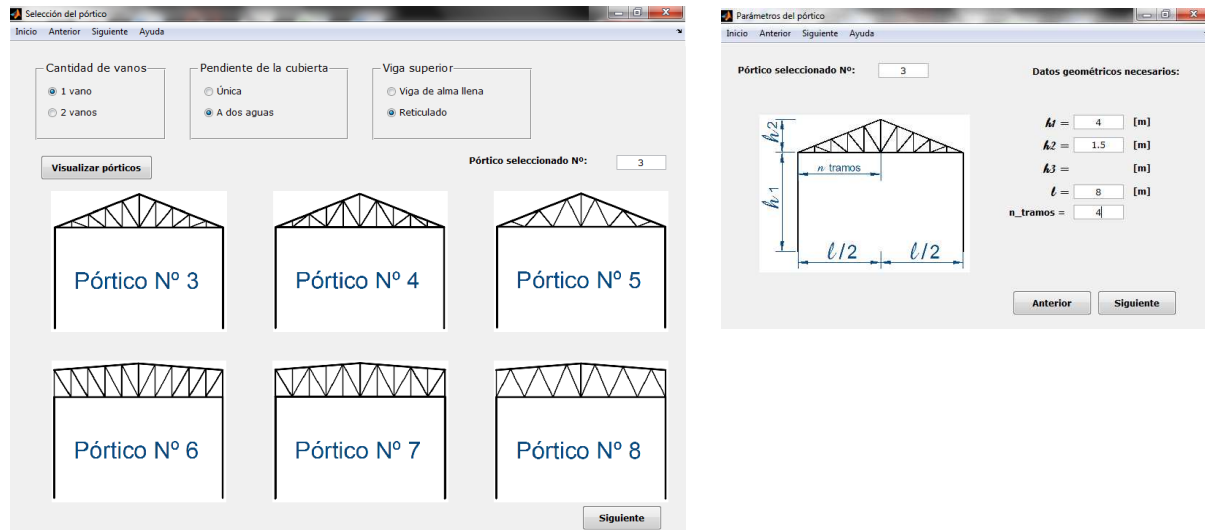 Selección del pórtico
Inicio Anterior Siguiente Ayuda
Cantidad de vanos
1 vano
2 vanos
Pendiente de la cubierta
Única
A dos aguas
Viga superior
Viga de alma llena
Reticulado
Visualizar pórticos
Pórtico seleccionado Nº: 3
Pórtico Nº 3
Pórtico Nº 4
Pórtico Nº 5
Pórtico Nº 6
Pórtico Nº 7
Pórtico Nº 8
Siguiente
Parámetros del pórtico
Inicio Anterior Siguiente Ayuda
Pórtico seleccionado Nº: 3
Datos geométricos necesarios:
h2
n tramos
h1
ℓ/2
ℓ/2
h1 = 4 [m]
h2 = 1.5 [m]
h3 = [m]
ℓ = 8 [m]
n_tramos = 4
Anterior
Siguiente